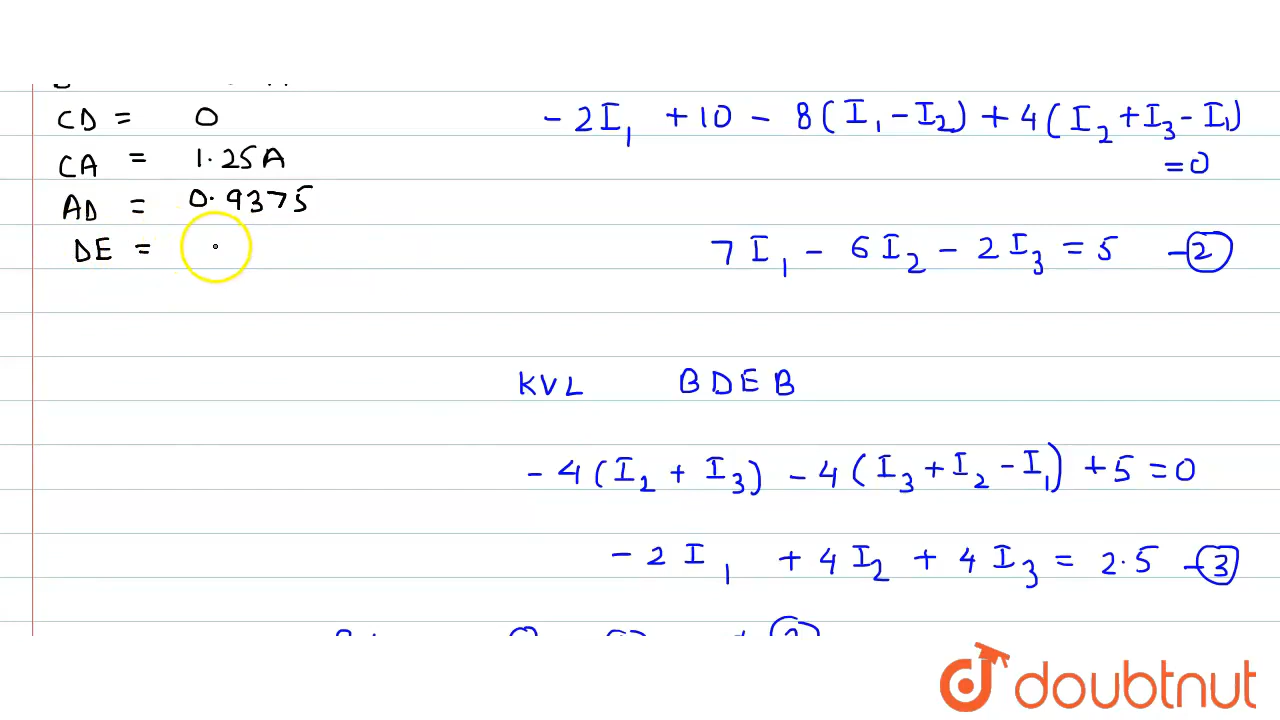 CD = 0
CA = 1.25A
AD = 0.9375
DE = .
- 2I₁ + 10 - 8(I₁ - I₂) + 4(I₂ + I₃ - I₁)
= 0
7I₁ - 6I₂ - 2I₃ = 5 - ②
KVL BDEB
- 4(I₂ + I₃) - 4(I₃ + I₂ - I₁) + 5 = 0
- 2I₁ + 4I₂ + 4I₃ = 2.5 - ③
doubtnut